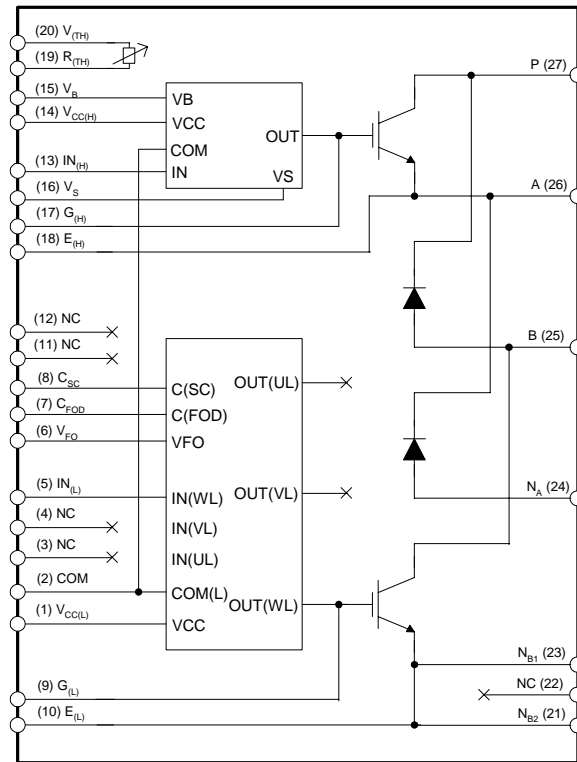 (20) V(TH)
(19) R(TH)
(15) VB
(14) VCC(H)
(13) IN(H)
(16) VS
(17) G(H)
(18) E(H)
VB
VCC
COM
IN
OUT
VS
P (27)
A (26)
B (25)
NA (24)
(12) NC
(11) NC
(8) CSC
(7) CFOD
(6) VFO
(5) IN(L)
(4) NC
(3) NC
(2) COM
(1) VCC(L)
(9) G(L)
(10) E(L)
C(SC)
C(FOD)
VFO
IN(WL)
IN(VL)
IN(UL)
COM(L)
VCC
OUT(UL)
OUT(VL)
OUT(WL)
NB1 (23)
NC (22)
NB2 (21)